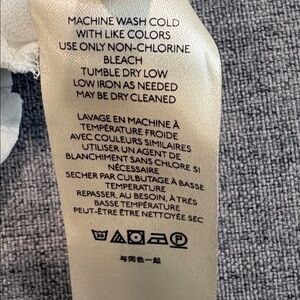 MACHINE WASH COLD
WITH LIKE COLORS
USE ONLY NON-CHLORINE
BLEACH
TUMBLE DRY LOW
LOW IRON AS NEEDED
MAY BE DRY CLEANED
LAVAGE EN MACHINE À
TEMPÉRATURE FROIDE
AVEC COULEURS SIMILAIRES
UTILISER UN AGENT DE
BLANCHIMENT SANS CHLORE SI
NÉCESSAIRE
SECHER PAR CULBUTAGE À BASSE
TEMPERATURE
REPASSER, AU BESOIN, À TRÈS
BASSE TEMPÉRATURE
PEUT-ÊTRE ÊTRE NETTOYÉE SEC
与同色一起